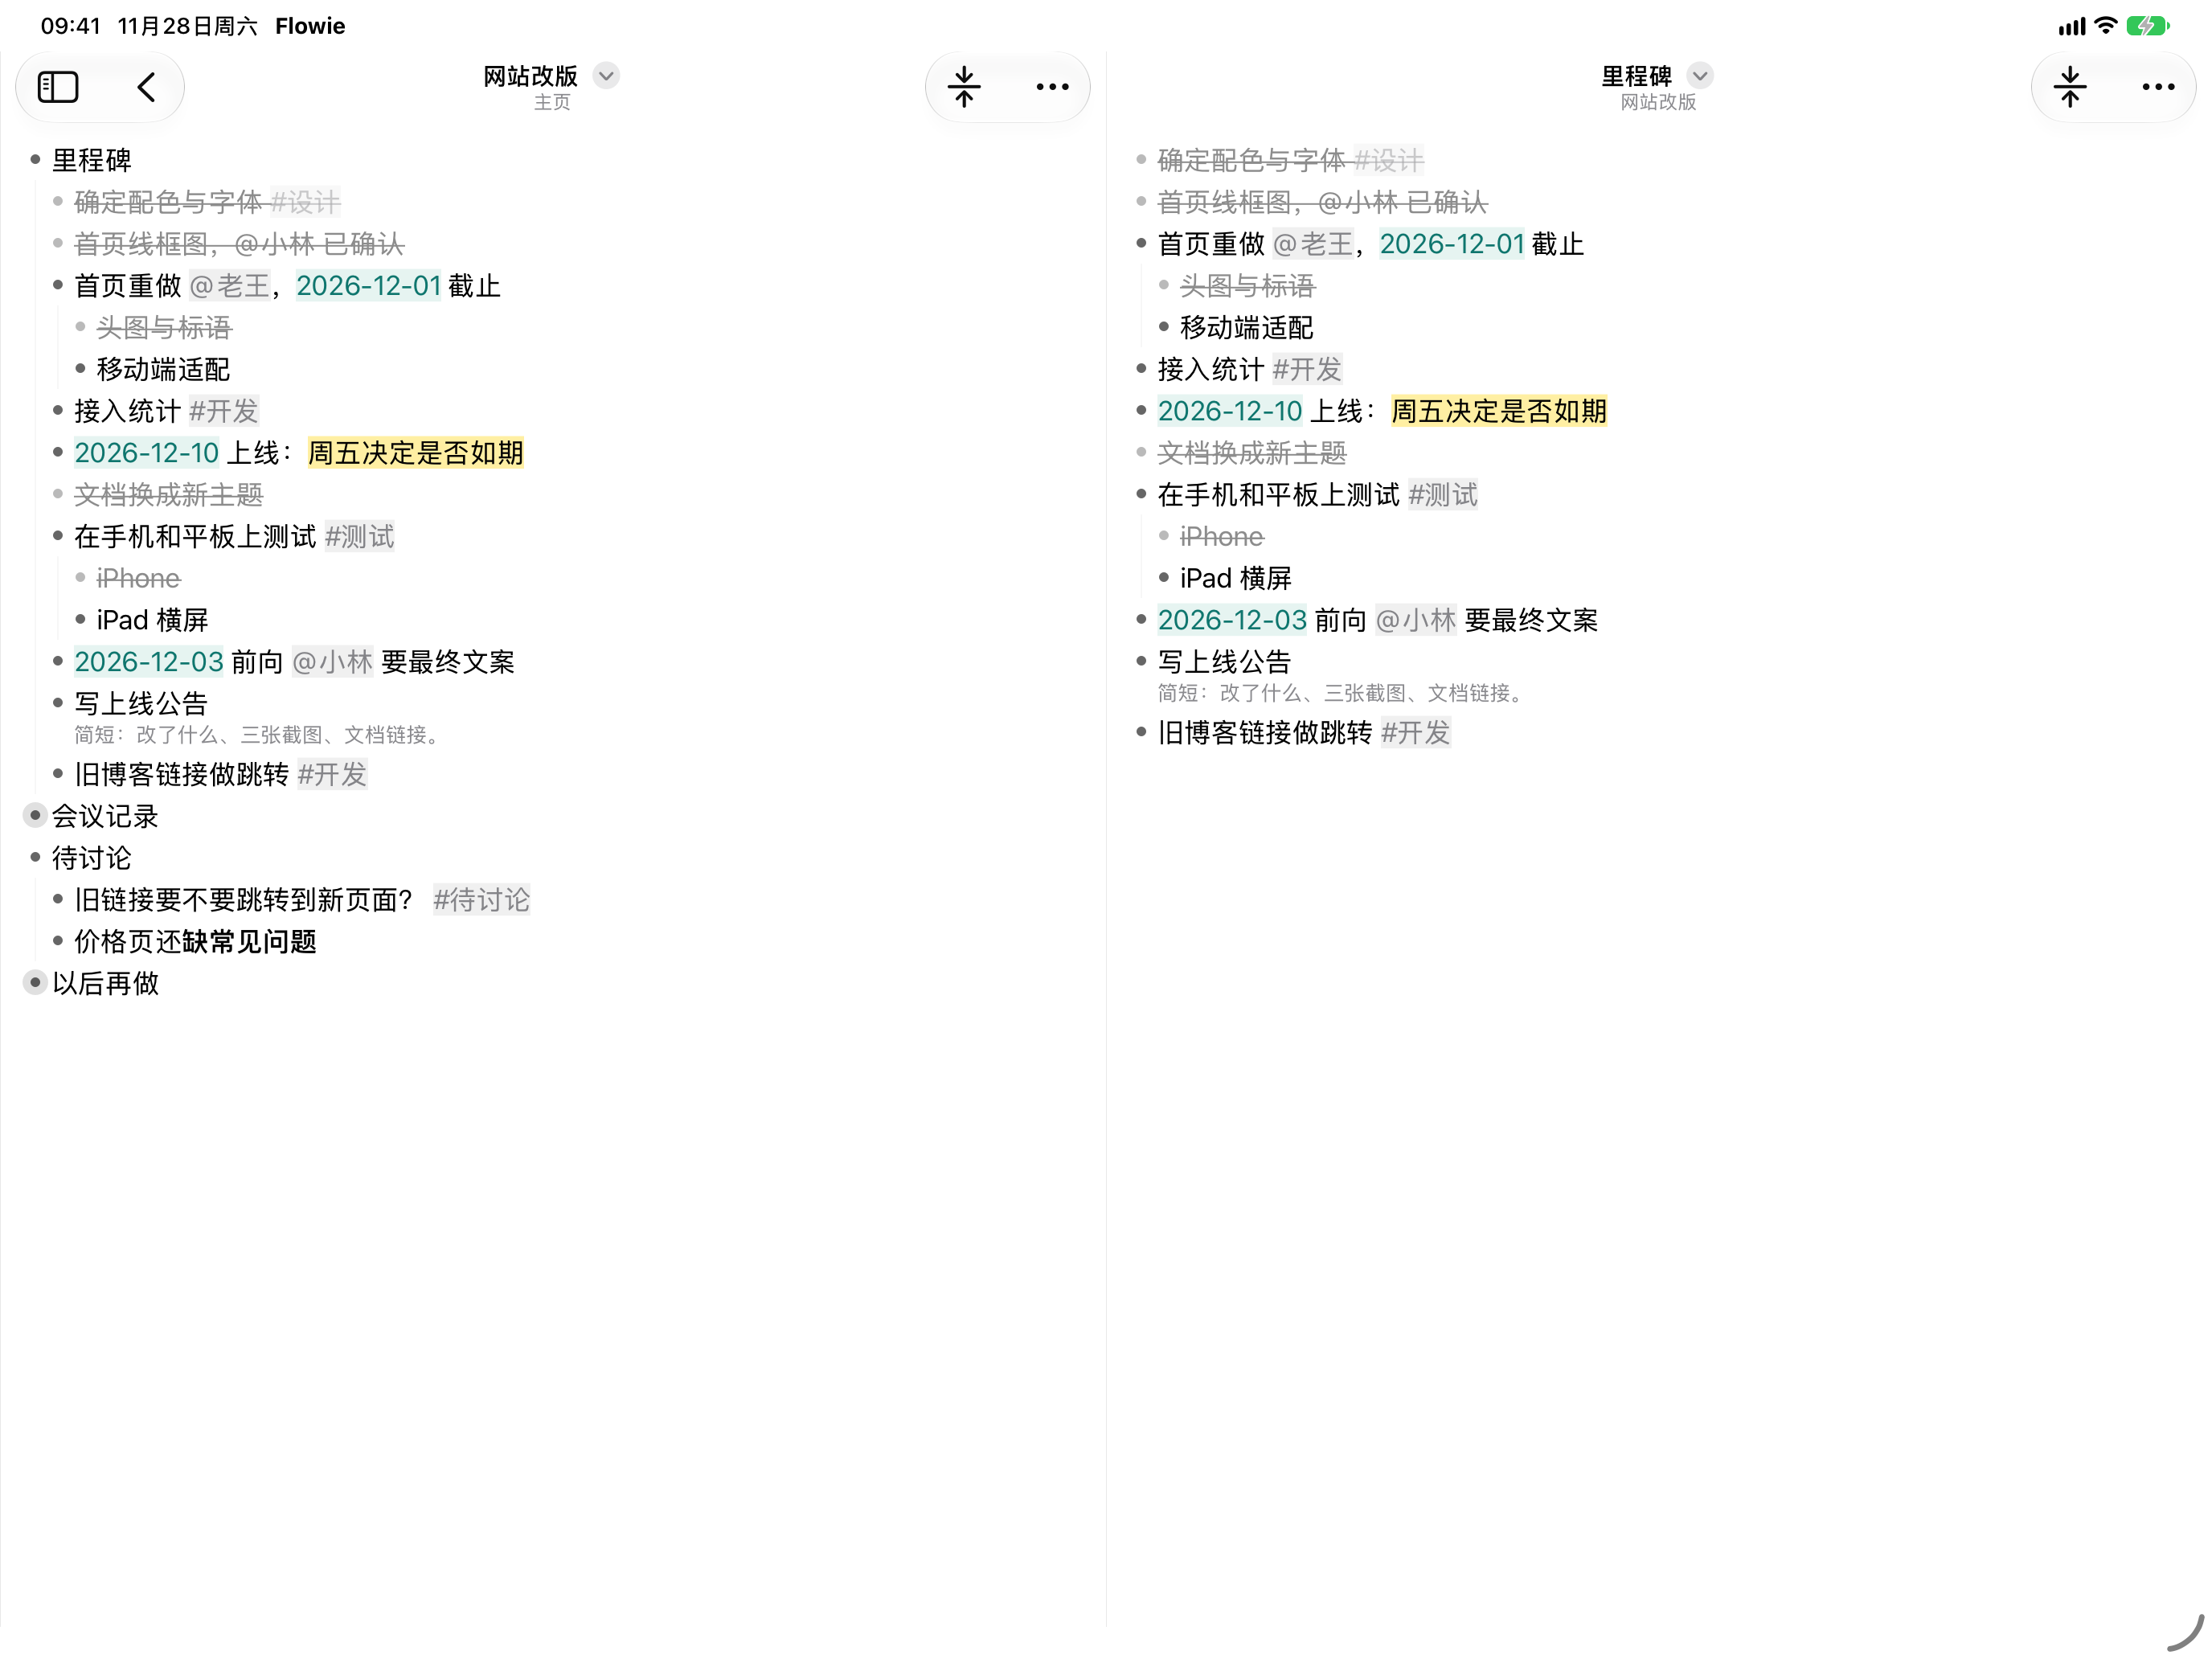 09:41 11月28日周六 Flowie
网站改版
主页
里程碑
确定配色与字体 #设计
首页线框图，@小林 已确认
首页重做 @老王，2026-12-01 截止
头图与标语
移动端适配
接入统计 #开发
2026-12-10 上线：周五决定是否如期
文档换成新主题
在手机和平板上测试 #测试
iPhone
iPad 横屏
2026-12-03 前向 @小林 要最终文案
写上线公告
简短：改了什么、三张截图、文档链接。
旧博客链接做跳转 #开发
会议记录
待讨论
旧链接要不要跳转到新页面？ #待讨论
价格页还缺常见问题
以后再做
里程碑
网站改版
确定配色与字体 #设计
首页线框图，@小林 已确认
首页重做 @老王，2026-12-01 截止
头图与标语
移动端适配
接入统计 #开发
2026-12-10 上线：周五决定是否如期
文档换成新主题
在手机和平板上测试 #测试
iPhone
iPad 横屏
2026-12-03 前向 @小林 要最终文案
写上线公告
简短：改了什么、三张截图、文档链接。
旧博客链接做跳转 #开发